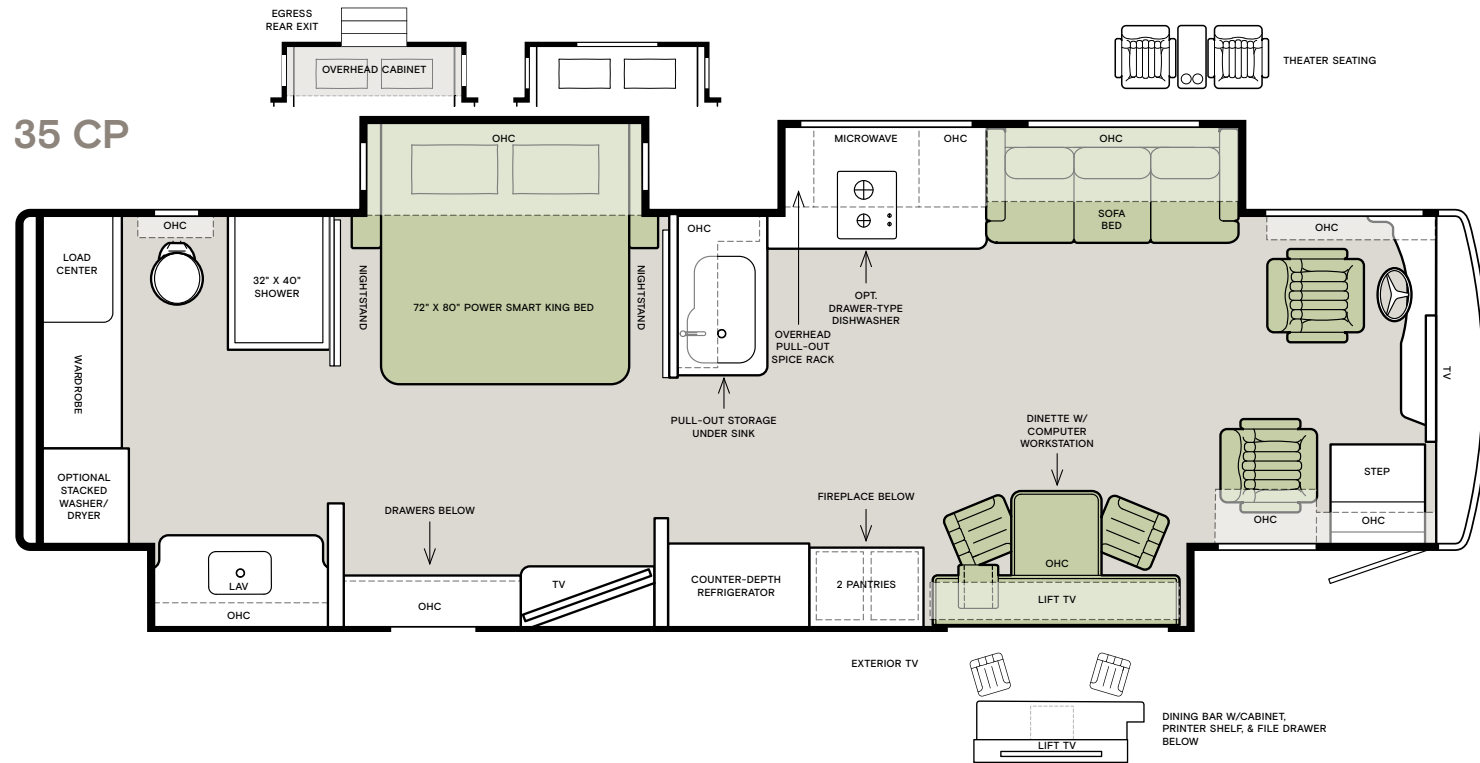 EGRESS
REAR EXIT
OVERHEAD CABINET
THEATER SEATING
35 CP
OHC
MICROWAVE
OHC
OHC
LOAD
CENTER
OHC
32" X 40"
SHOWER
NIGHTSTAND
72" X 80" POWER SMART KING BED
NIGHTSTAND
OHC
SOFA
BED
OHC
OPT.
DRAWER-TYPE
DISHWASHER
OVERHEAD
PULL-OUT
SPICE RACK
WARDROBE
TV
PULL-OUT STORAGE
UNDER SINK
DINETTE W/
COMPUTER
WORKSTATION
OPTIONAL
STACKED
WASHER/
DRYER
DRAWERS BELOW
FIREPLACE BELOW
STEP
OHC
OHC
LAV
OHC
OHC
TV
COUNTER-DEPTH
REFRIGERATOR
2 PANTRIES
OHC
LIFT TV
EXTERIOR TV
LIFT TV
DINING BAR W/CABINET,
PRINTER SHELF, & FILE DRAWER
BELOW